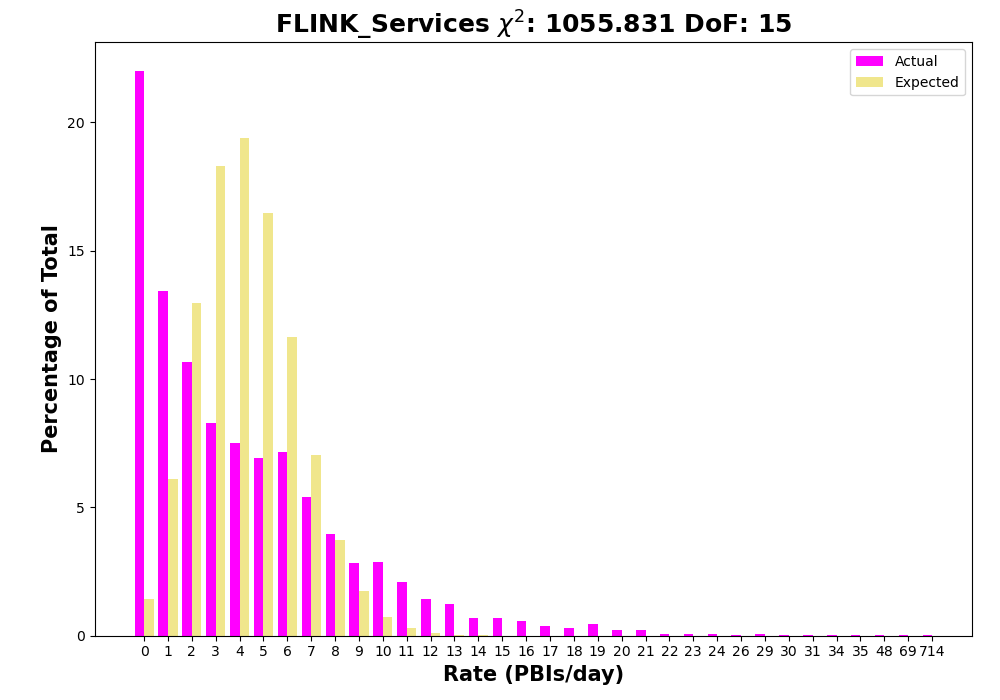 FLINK_Services χ²: 1055.831 DoF: 15
Actual
Expected
Percentage of Total
20
15
10
5
0
0 1 2 3 4 5 6 7 8 9 10 11 12 13 14 15 16 17 18 19 20 21 22 23 24 26 29 30 31 34 35 48 69 714
Rate (PBIs/day)